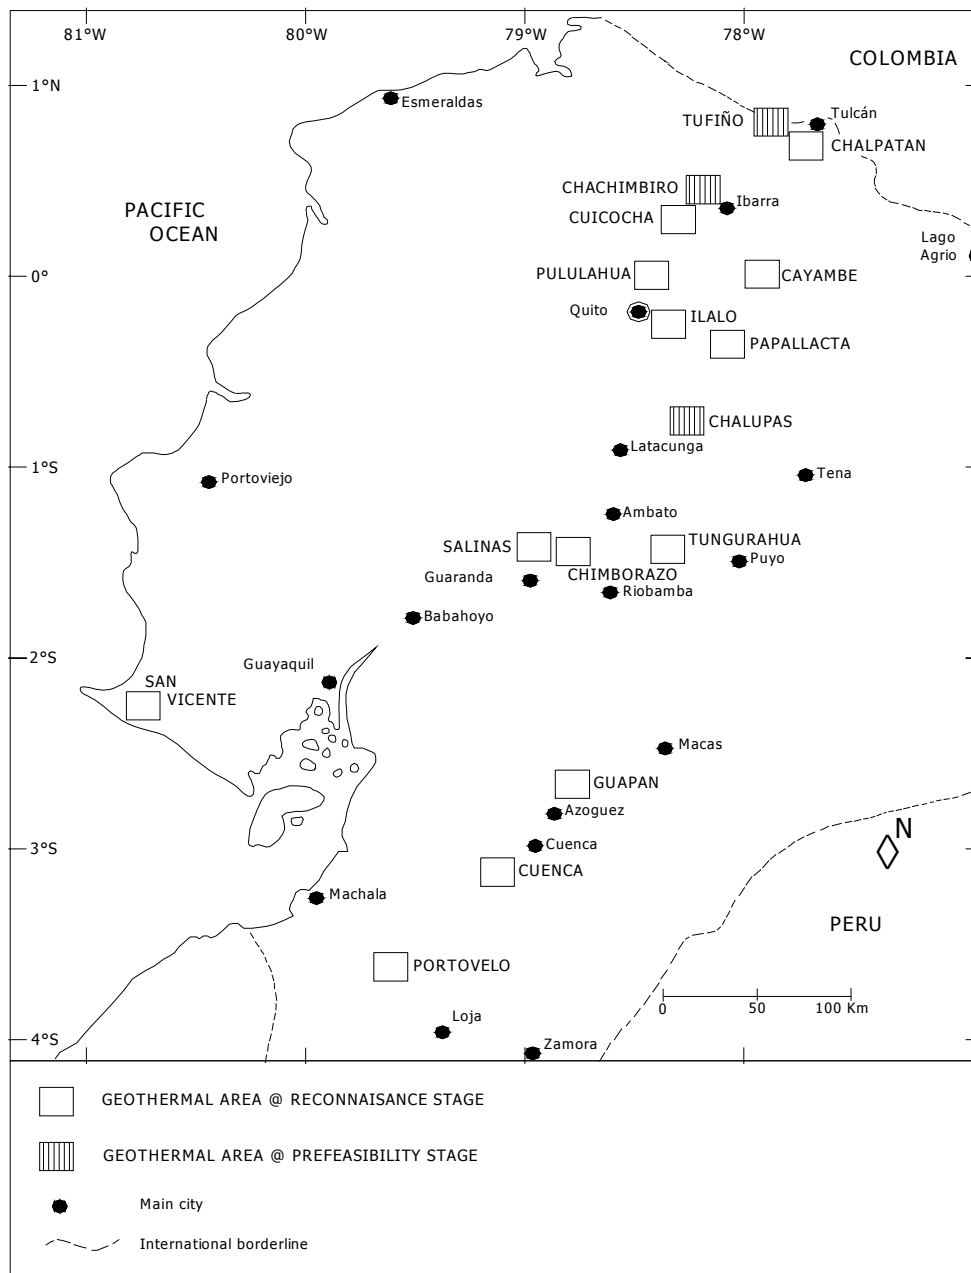 81°W
80°W
79°W
78°W
COLOMBIA
1°N
Esmeraldas
TUFIÑO
Tulcán
CHALPATAN
CHACHIMBIRO
Ibarra
PACIFIC
OCEAN
CUICOCHA
Lago
Agrio
0°
PULULAHUA
CAYAMBE
Quito
ILALO
PAPALLACTA
CHALUPAS
Latacunga
1°S
Portoviejo
Tena
Ambato
SALINAS
TUNGURAHUA
Puyo
Guaranda
CHIMBORAZO
Riobamba
Babahoyo
2°S
Guayaquil
SAN
VICENTE
Macas
GUAPAN
Azoguez
N
3°S
Cuenca
CUENCA
Machala
PERU
PORTOVELO
0
50
100 Km
Loja
4°S
Zamora
GEOTHERMAL AREA @ RECONNAISANCE STAGE
GEOTHERMAL AREA @ PREFEASIBILITY STAGE
Main city
International borderline